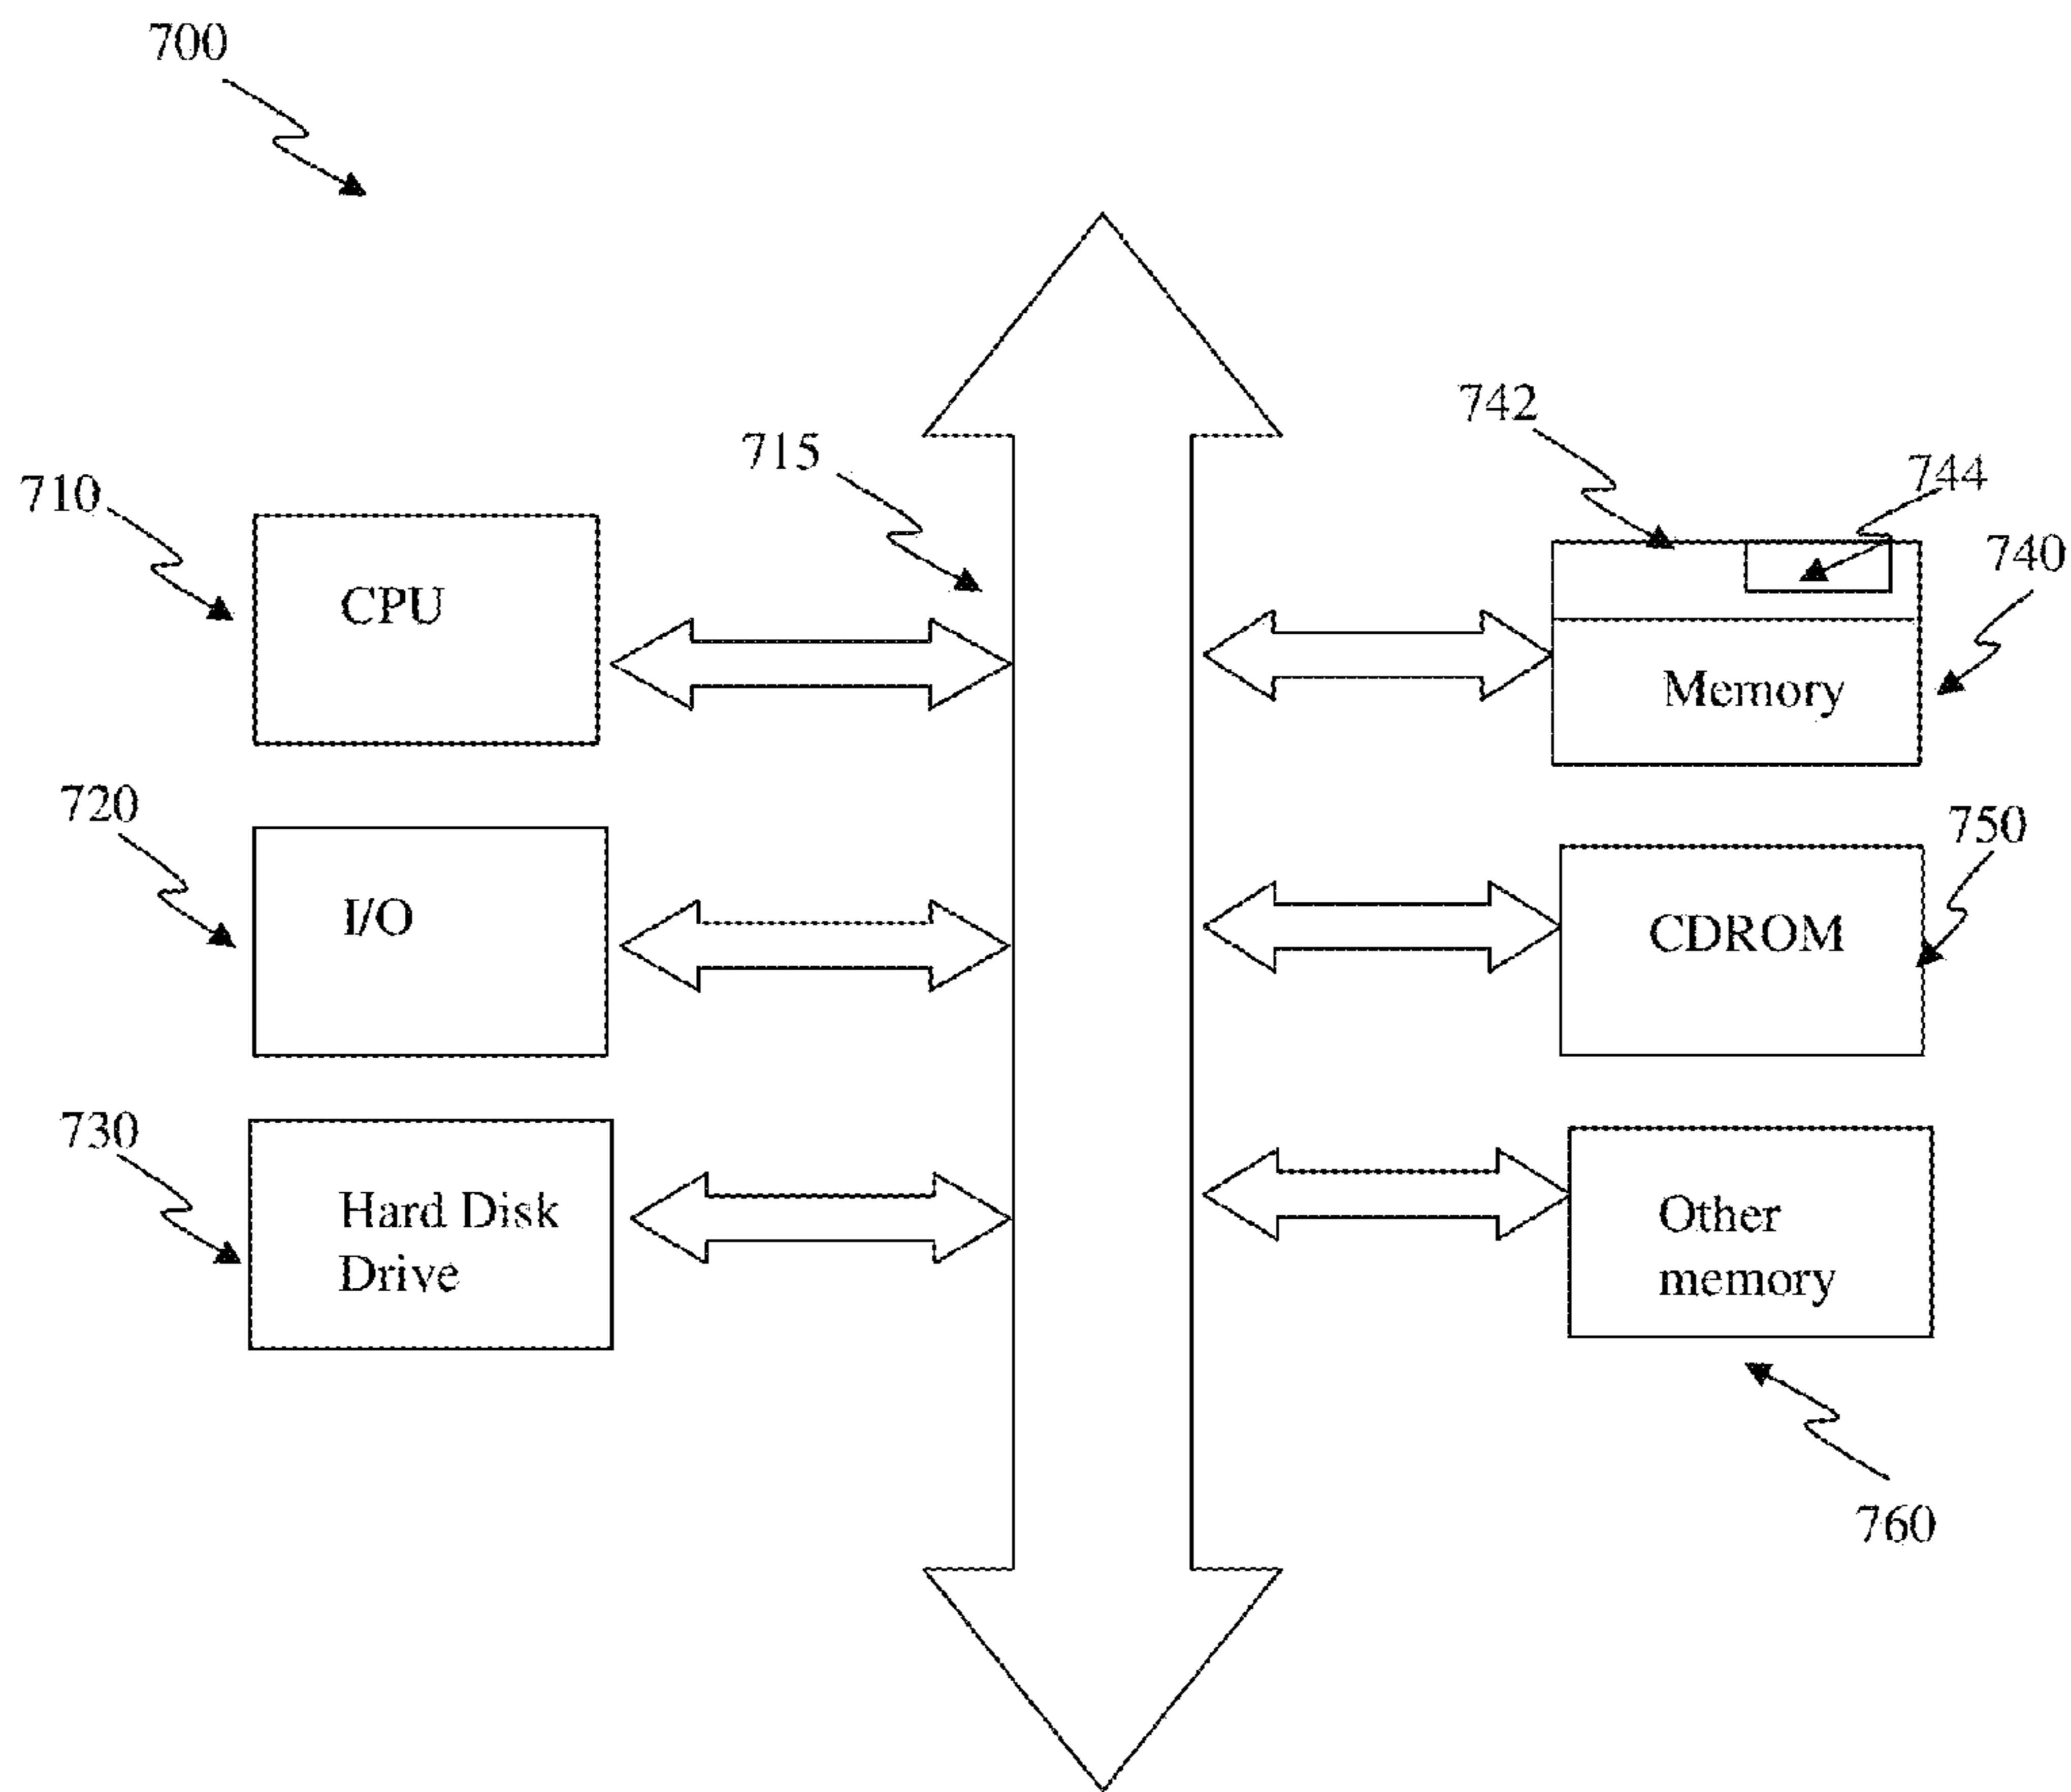 700
742
715
744
710
740
CPU
Memory
720
750
I/O
CDROM
730
Hard Disk
Drive
Other
memory
760